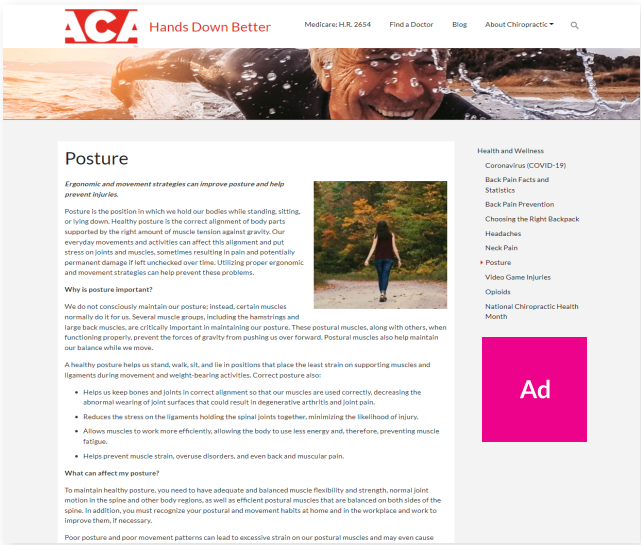 ACA Hands Down Better
Medicare: H.R. 2654 Find a Doctor Blog About Chiropractic
Posture
Ergonomic and movement strategies can improve posture and help
prevent injuries.
Posture is the position in which we hold our bodies while standing, sitting,
or lying down. Healthy posture is the correct alignment of body parts
supported by the right amount of muscle tension against gravity. Our
everyday movements and activities can affect this alignment and put
stress on joints and muscles, sometimes resulting in pain and potentially
permanent damage if left unchecked over time. Utilizing proper ergonomic
and movement strategies can help prevent these problems.
Why is posture important?
We do not consciously maintain our posture; instead, certain muscles
normally do it for us. Several muscle groups, including the hamstrings and
large back muscles, are critically important in maintaining our posture. These postural muscles, along with others, when
functioning properly, prevent the forces of gravity from pushing us over forward. Postural muscles also help maintain
our balance while we move.
A healthy posture helps us stand, walk, sit, and lie in positions that place the least strain on supporting muscles and
ligaments during movement and weight-bearing activities. Correct posture also:
• Helps us keep bones and joints in correct alignment so that our muscles are used correctly, decreasing the
abnormal wearing of joint surfaces that could result in degenerative arthritis and joint pain.
• Reduces the stress on the ligaments holding the spinal joints together, minimizing the likelihood of injury.
• Allows muscles to work more efficiently, allowing the body to use less energy and, therefore, preventing muscle
fatigue.
• Helps prevent muscle strain, overuse disorders, and even back and muscular pain.
What can affect my posture?
To maintain healthy posture, you need to have adequate and balanced muscle flexibility and strength, normal joint
motion in the spine and other body regions, as well as efficient postural muscles that are balanced on both sides of the
spine. In addition, you must recognize your postural and movement habits at home and in the workplace and work to
improve them, if necessary.
Poor posture and poor movement patterns can lead to excessive strain on our postural muscles and may even cause
Health and Wellness
Coronavirus (COVID-19)
Back Pain Facts and
Statistics
Back Pain Prevention
Choosing the Right Backpack
Headaches
Neck Pain
Posture
Video Game Injuries
Opioids
National Chiropractic Health
Month
Ad